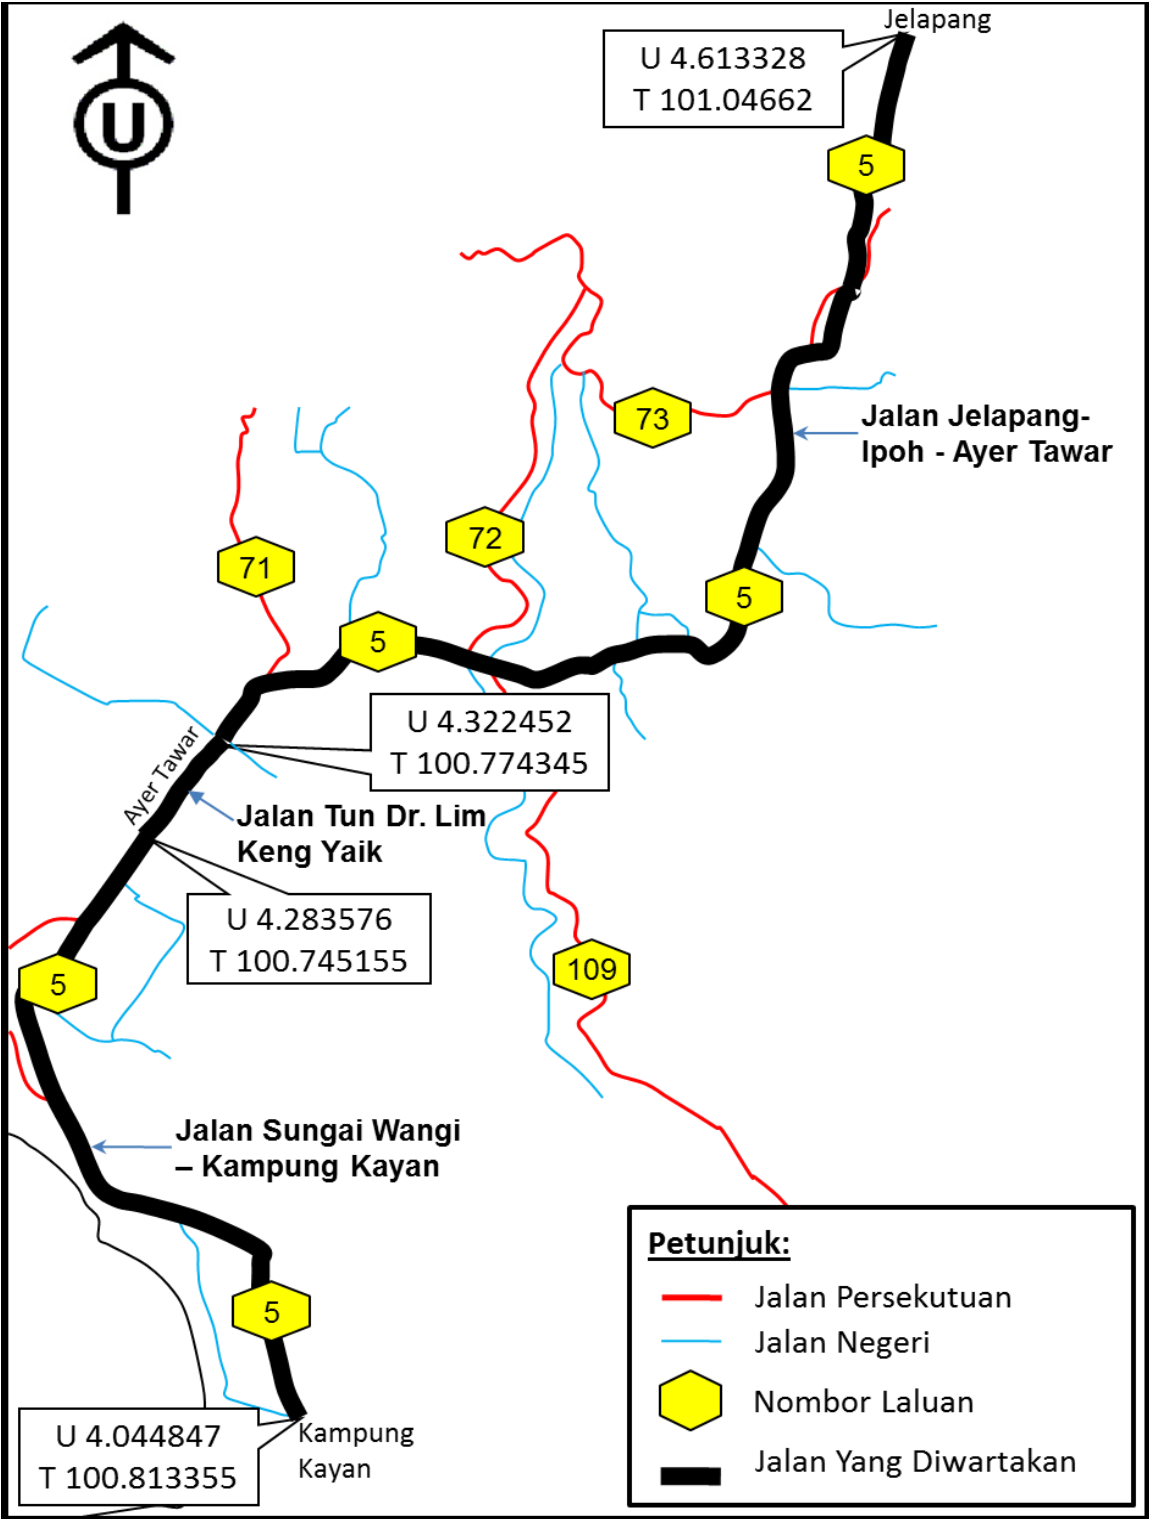 Jelapang
U 4.613328
T 101.04662
U
5
73
Jalan Jelapang-
Ipoh - Ayer Tawar
72
71
5
5
U 4.322452
T 100.774345
Ayer Tawar
Jalan Tun Dr. Lim
Keng Yaik
U 4.283576
T 100.745155
109
5
Jalan Sungai Wangi
– Kampung Kayan
5
Kampung
Kayan
U 4.044847
T 100.813355
Petunjuk:
Jalan Persekutuan
Jalan Negeri
Nombor Laluan
Jalan Yang Diwartakan